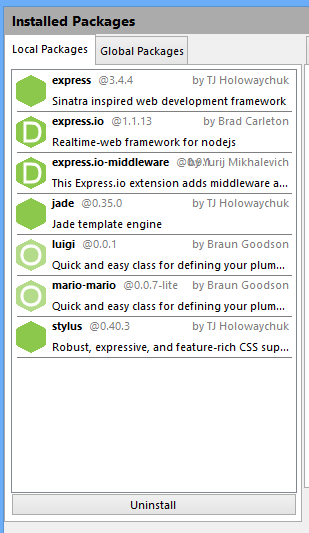 Installed Packages
Local Packages Global Packages
express @3.4.4 by TJ Holowaychuk
Sinatra inspired web development framework
D express.io @1.1.13 by Brad Carleton
Realtime-web framework for nodejs
D express.io-middleware by Yurij Mikhalevich
This Express.io extension adds middleware a...
jade @0.35.0 by TJ Holowaychuk
Jade template engine
O luigi @0.0.1 by Braun Goodson
Quick and easy class for defining your plum...
O mario-mario @0.0.7-lite by Braun Goodson
Quick and easy class for defining your plum...
stylus @0.40.3 by TJ Holowaychuk
Robust, expressive, and feature-rich CSS sup...
Uninstall